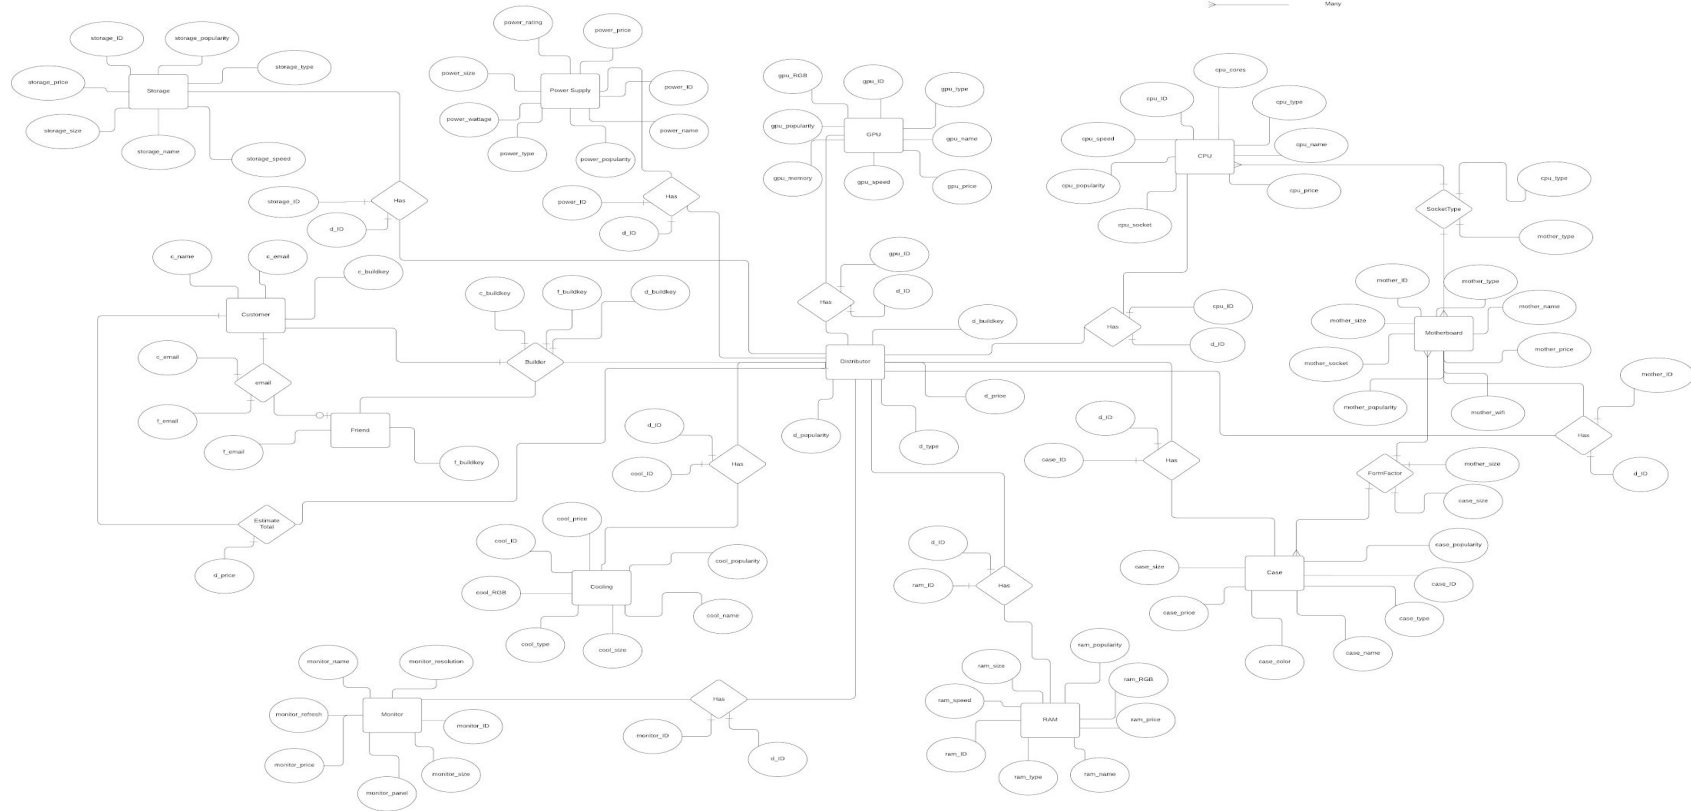 Many
storage_ID
storage_popularity
storage_type
storage_price
Storage
storage_size
storage_name
storage_speed
storage_ID
d_ID
Has
power_rating
power_price
power_size
Power Supply
power_ID
power_wattage
power_name
power_type
power_popularity
power_ID
d_ID
Has
gpu_RGB
gpu_ID
gpu_type
gpu_popularity
GPU
gpu_name
gpu_memory
gpu_speed
gpu_price
gpu_ID
d_ID
Has
cpu_cores
cpu_ID
cpu_type
cpu_speed
cpu_name
CPU
cpu_popularity
cpu_price
cpu_socket
cpu_type
SocketType
mother_type
cpu_ID
Has
d_ID
mother_ID
mother_type
mother_name
mother_size
Motherboard
mother_price
mother_socket
mother_popularity
mother_wifi
mother_ID
Has
d_ID
c_name
c_email
c_buildkey
Customer
c_email
email
f_email
Friend
f_email
f_buildkey
c_buildkey
f_buildkey
d_buildkey
Builder
d_buildkey
Distributor
d_price
d_popularity
d_type
Estimate
Total
d_price
d_ID
cool_ID
Has
cool_price
cool_ID
cool_popularity
Cooling
cool_RGB
cool_name
cool_type
cool_size
d_ID
case_ID
Has
mother_size
FormFactor
case_size
case_popularity
case_size
Case
case_ID
case_price
case_type
case_name
case_color
d_ID
ram_ID
Has
ram_popularity
ram_size
ram_RGB
ram_speed
RAM
ram_price
ram_ID
ram_type
ram_name
monitor_name
monitor_resolution
monitor_refresh
Monitor
monitor_ID
monitor_price
monitor_size
monitor_panel
Has
monitor_ID
d_ID